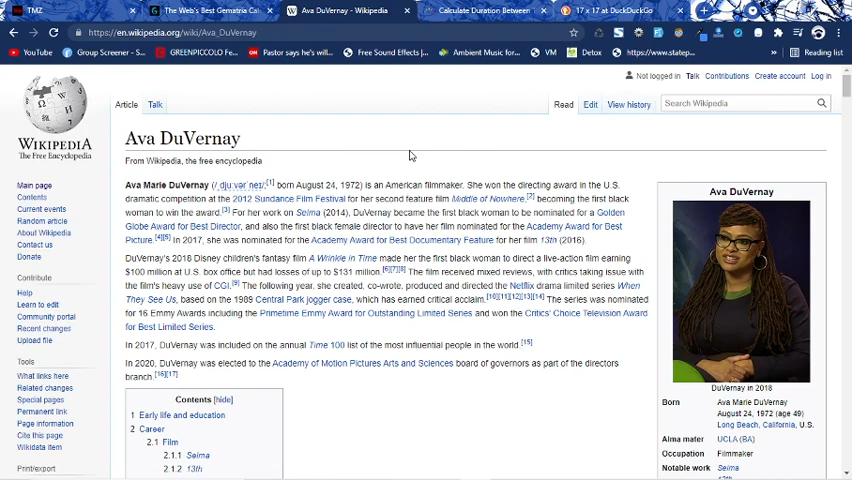 TMZ
The Web's Best Gematria Cal
Ava DuVernay - Wikipedia
Calculate Duration Between
17 x 17 at DuckDuckGo
https://en.wikipedia.org/wiki/Ava_DuVernay
YouTube
Group Screener - S...
GREENPICCOLO Fe...
Pastor says he's will...
Free Sound Effects |...
Ambient Music for...
VM
Detox
https://www.statep...
Reading list
Not logged in Talk Contributions Create account Log in
Article Talk
Read Edit View history
Search Wikipedia
WIKIPEDIA
The Free Encyclopedia
Main page
Contents
Current events
Random article
About Wikipedia
Contact us
Donate
Contribute
Help
Learn to edit
Community portal
Recent changes
Upload file
Tools
What links here
Related changes
Special pages
Permanent link
Page information
Cite this page
Wikidata item
Print/export
Ava DuVernay
From Wikipedia, the free encyclopedia
Ava Marie DuVernay (/ˌdjuːvərˈneɪ/;[1] born August 24, 1972) is an American filmmaker. She won the directing award in the U.S.
dramatic competition at the 2012 Sundance Film Festival for her second feature film Middle of Nowhere,[2] becoming the first black
woman to win the award.[3] For her work on Selma (2014), DuVernay became the first black woman to be nominated for a Golden
Globe Award for Best Director, and also the first black female director to have her film nominated for the Academy Award for Best
Picture.[4][5] In 2017, she was nominated for the Academy Award for Best Documentary Feature for her film 13th (2016).
DuVernay's 2018 Disney children's fantasy film A Wrinkle in Time made her the first black woman to direct a live-action film earning
$100 million at U.S. box office but had losses of up to $131 million.[6][7][8] The film received mixed reviews, with critics taking issue with
the film's heavy use of CGI.[9] The following year, she created, co-wrote, produced and directed the Netflix drama limited series When
They See Us, based on the 1989 Central Park jogger case, which has earned critical acclaim.[10][11][12][13][14] The series was nominated
for 16 Emmy Awards including the Primetime Emmy Award for Outstanding Limited Series and won the Critics' Choice Television Award
for Best Limited Series.
In 2017, DuVernay was included on the annual Time 100 list of the most influential people in the world.[15]
In 2020, DuVernay was elected to the Academy of Motion Pictures Arts and Sciences board of governors as part of the directors
branch.[16][17]
Contents [hide]
1 Early life and education
2 Career
2.1 Film
2.1.1 Selma
2.1.2 13th
Ava DuVernay
DuVernay in 2018
Born Ava Marie DuVernay
August 24, 1972 (age 49)
Long Beach, California, U.S.
Alma mater UCLA (BA)
Occupation Filmmaker
Notable work Selma